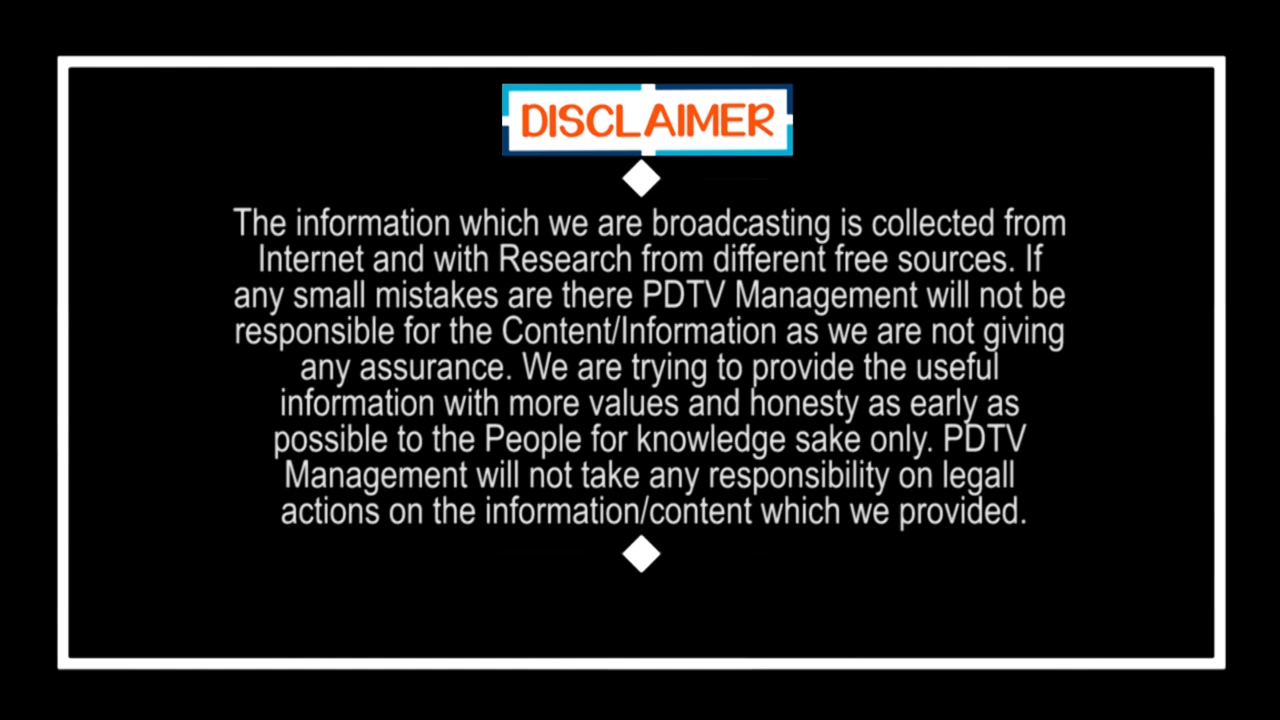 DISCLAIMER
The information which we are broadcasting is collected from
Internet and with Research from different free sources. If
any small mistakes are there PDTV Management will not be
responsible for the Content/Information as we are not giving
any assurance. We are trying to provide the useful
information with more values and honesty as early as
possible to the People for knowledge sake only. PDTV
Management will not take any responsibility on legall
actions on the information/content which we provided.